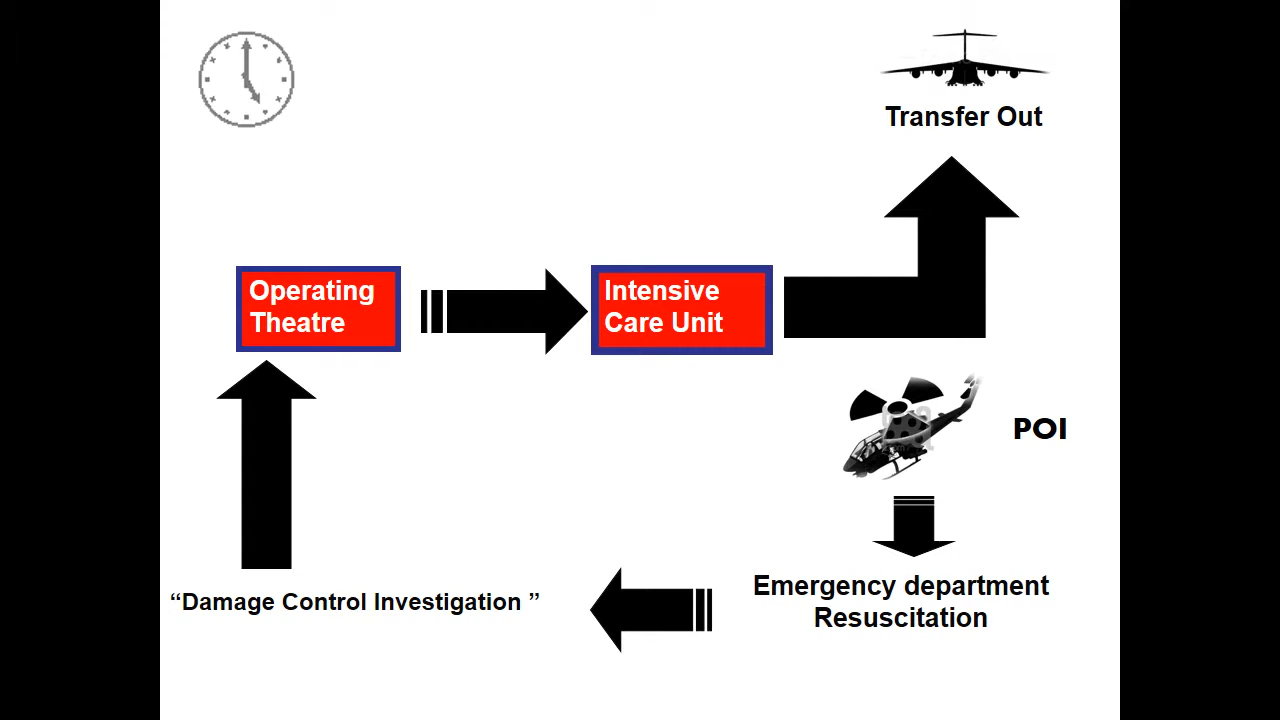 Transfer Out
Operating
Theatre
Intensive
Care Unit
POI
Emergency department
Resuscitation
“Damage Control Investigation ”